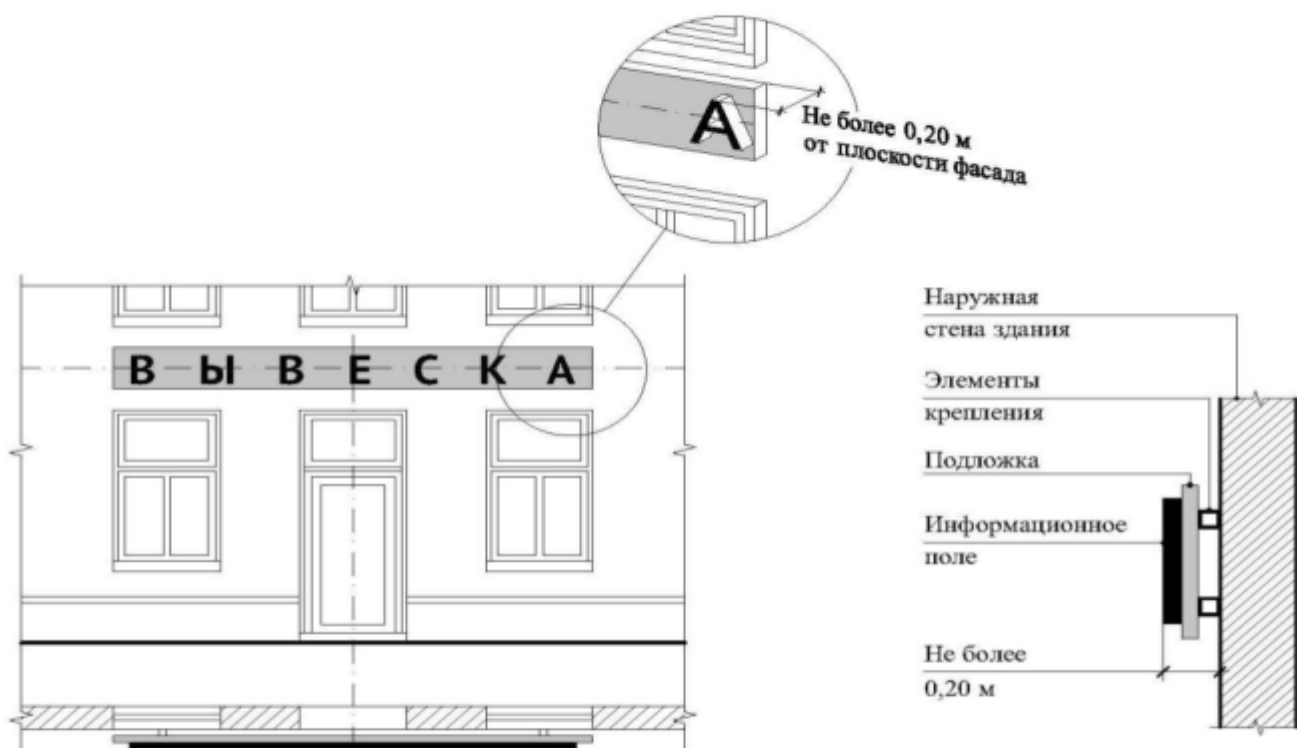 Не более 0,20 м
от плоскости фасада
В Ы В Е С К А
А
Наружная
стена здания
Элементы
крепления
Подложка
Информационное
поле
Не более
0,20 м